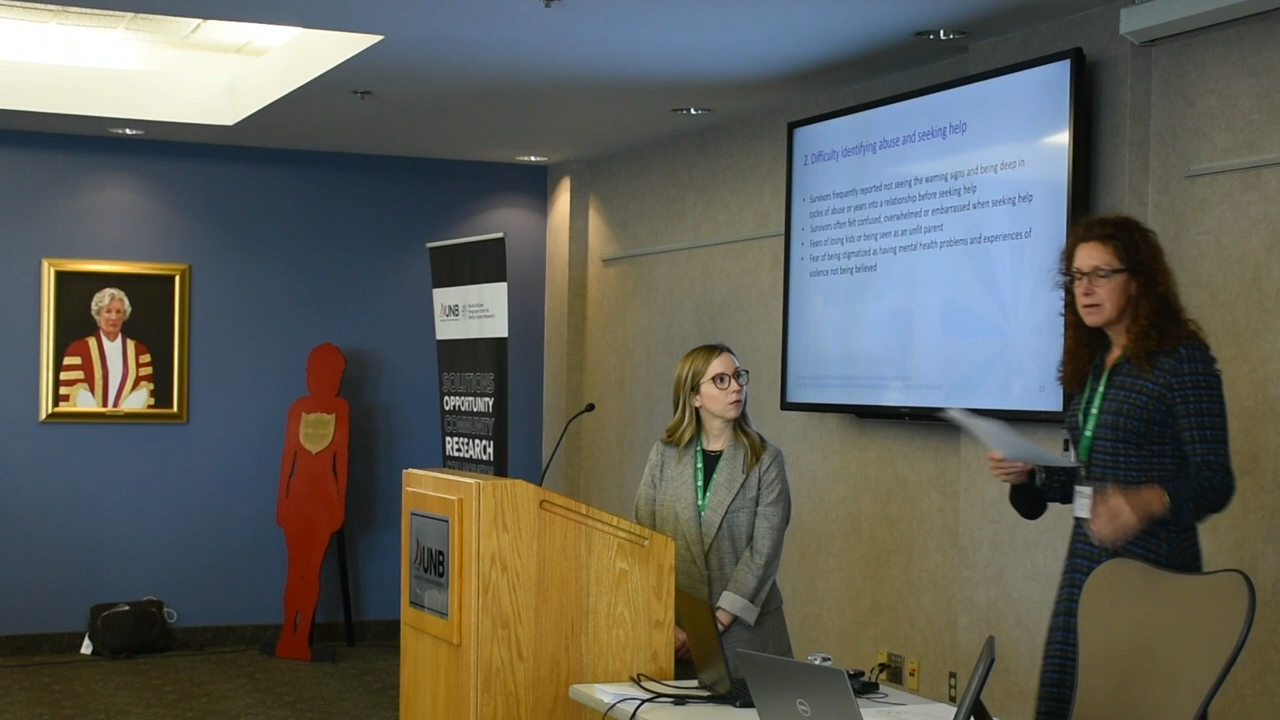 2. Difficulty identifying abuse and seeking help
• Survivors frequently reported not seeing the warning signs and being deep in
cycles of abuse or years into a relationship before seeking help
• Survivors often felt confused, overwhelmed or embarrassed when seeking help
• Fears of losing kids or being seen as an unfit parent
• Fear of being stigmatized as having mental health problems and experiences of
violence not being believed
UNB
SOLUTIONS
OPPORTUNITY
COMMUNITY
RESEARCH
UNB
DELL